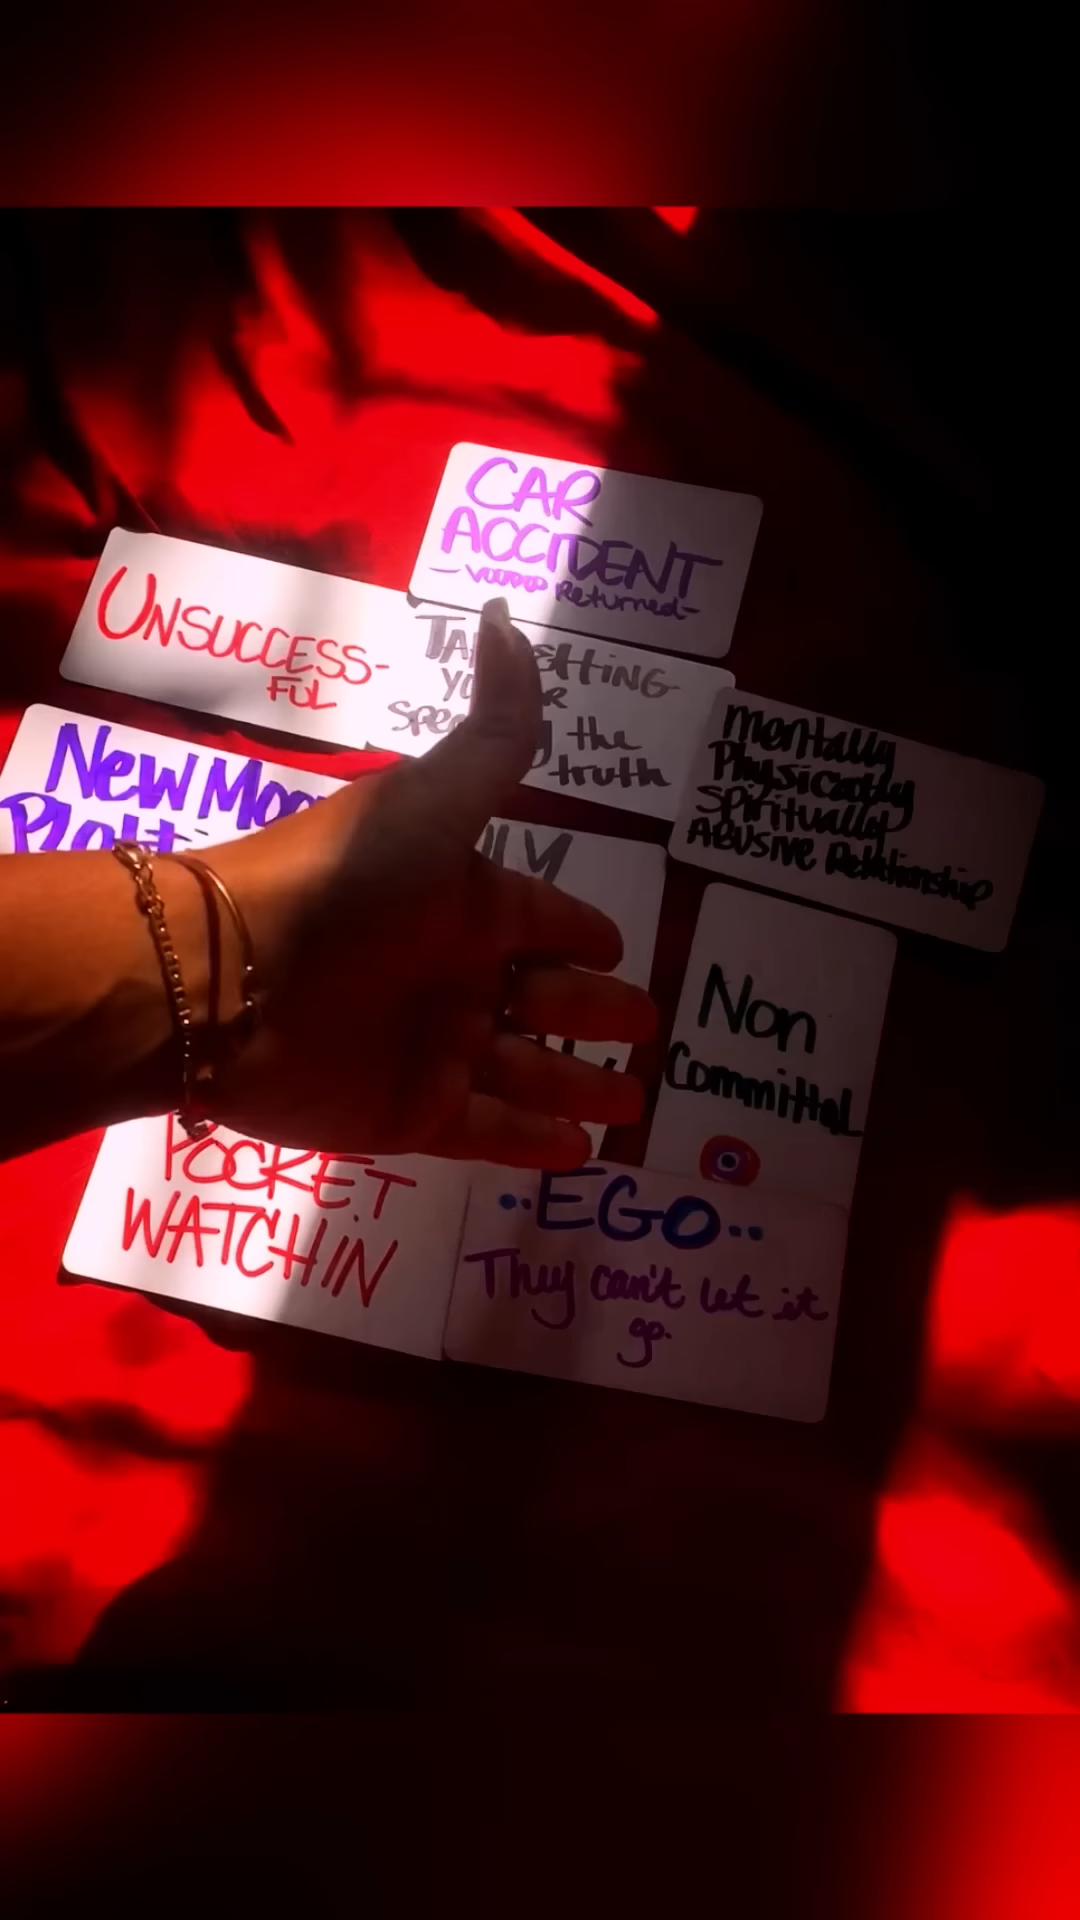 CAR
ACCIDENT
- VOODOO Returned-
UNSUCCESS-
FUL
the
truth
Mentally
Physically
Spiritually
ABUSIVE Relationship
New
Non
Committal
POCKET
WATCHIN
..EGO..
They can't let it
go.